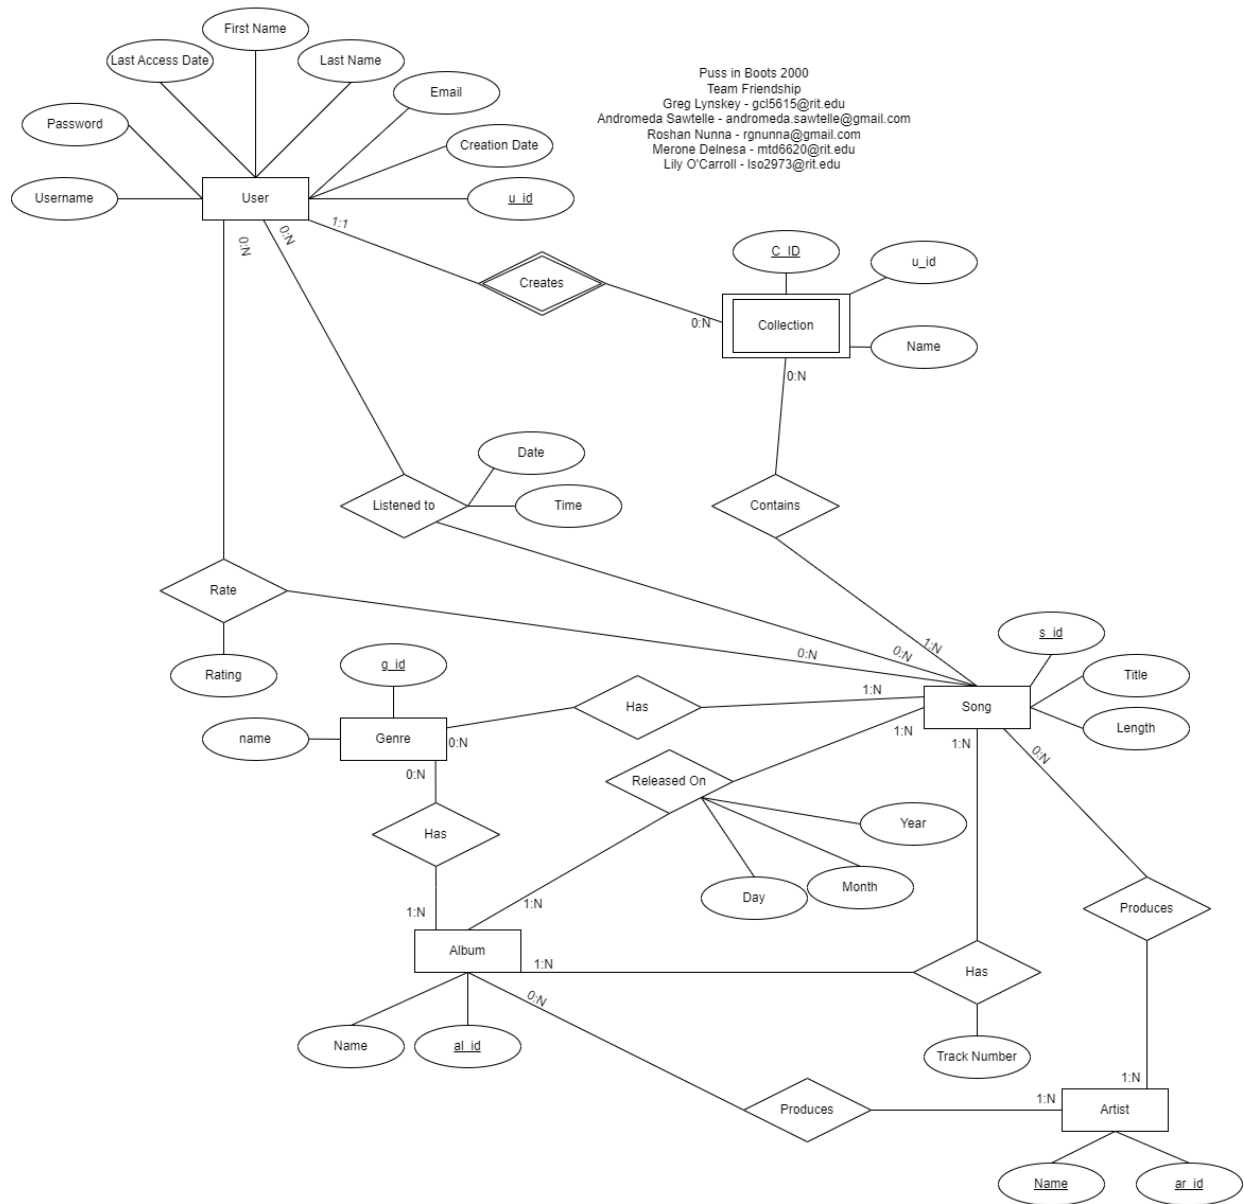 First Name
Last Access Date
Last Name
Email
Password
Creation Date
Username
User
u_id
Puss in Boots 2000
Team Friendship
Greg Lynskey - gcl5615@rit.edu
Andromeda Sawtelle - andromeda.sawtelle@gmail.com
Roshan Nunna - rgnunna@gmail.com
Merone Delnesa - mtd6620@rit.edu
Lily O'Carroll - lso2973@rit.edu
0:N
0:N
1:1
Creates
C_ID
u_id
0:N
Collection
Name
0:N
Date
Listened to
Time
Contains
Rate
Rating
0:N
0:N
1:N
s_id
Title
Song
Length
g_id
name
Genre
0:N
Has
1:N
0:N
Has
1:N
Released On
1:N
1:N
0:N
Year
Month
Day
1:N
Album
1:N
Has
Track Number
Produces
Name
al_id
0:N
Produces
1:N
1:N
Artist
Name
ar_id